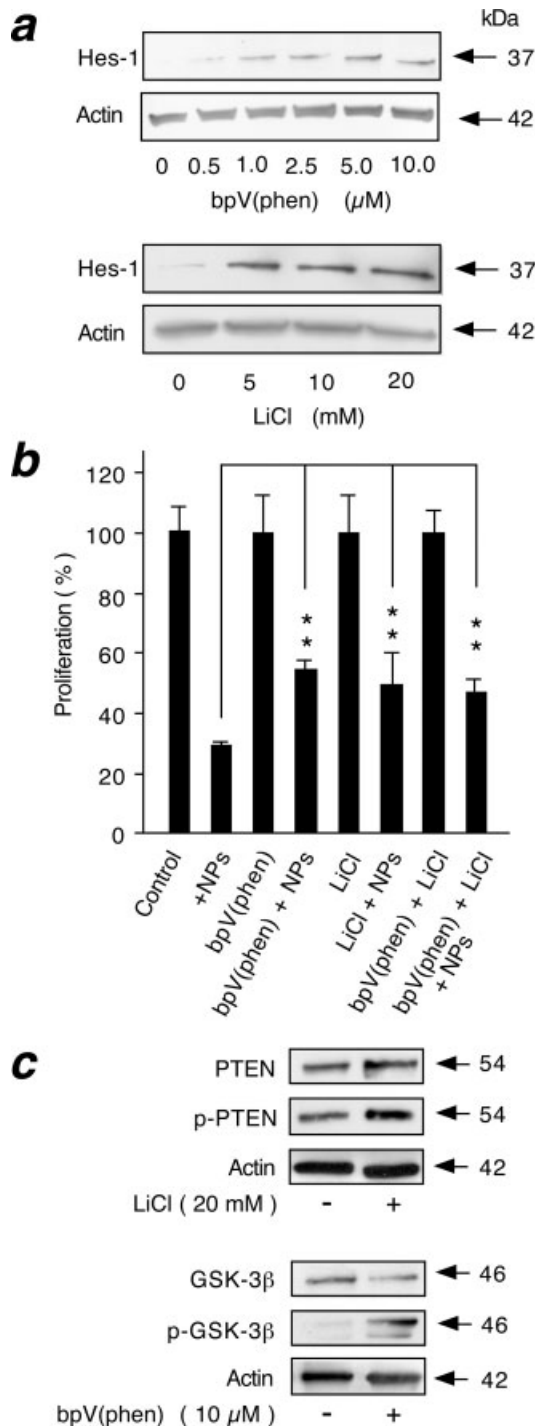 a
kDa
Hes-1
37
Actin
42
0 0.5 1.0 2.5 5.0 10.0
bpV(phen) (µM)
Hes-1
37
Actin
42
0 5 10 20
LiCl (mM)
b
Proliferation ( % )
120
100
80
60
40
20
0
* *
* *
* *
Control
+NPs
bpV(phen)
bpV(phen) + NPs
LiCl
LiCl + NPs
bpV(phen) + LiCl
bpV(phen) + LiCl
+ NPs
c
PTEN
54
p-PTEN
54
Actin
42
LiCl ( 20 mM ) - +
GSK-3β
46
p-GSK-3β
46
Actin
42
bpV(phen) ( 10 µM ) - +